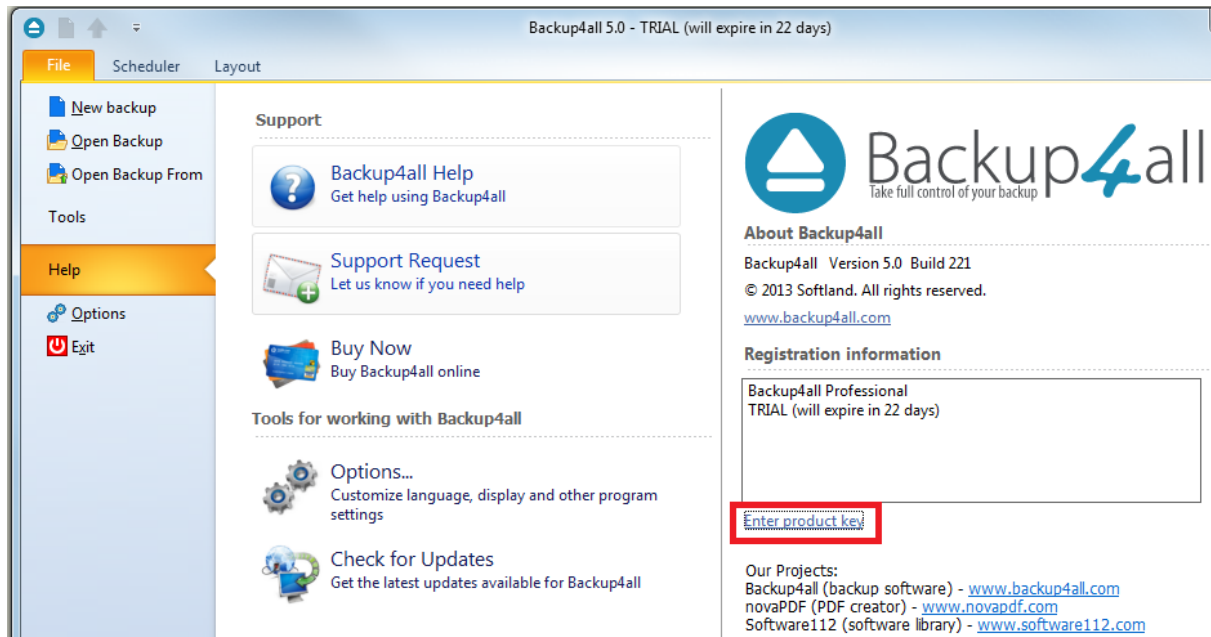 Backup4all 5.0 - TRIAL (will expire in 22 days)
File Scheduler Layout
New backup
Open Backup
Open Backup From
Tools
Help
Options
Exit
Support
Backup4all Help
Get help using Backup4all
Support Request
Let us know if you need help
Buy Now
Buy Backup4all online
Tools for working with Backup4all
Options...
Customize language, display and other program
settings
Check for Updates
Get the latest updates available for Backup4all
Backup4all
Take full control of your backup
About Backup4all
Backup4all Version 5.0 Build 221
© 2013 Softland. All rights reserved.
www.backup4all.com
Registration information
Backup4all Professional
TRIAL (will expire in 22 days)
Enter product key
Our Projects:
Backup4all (backup software) - www.backup4all.com
novaPDF (PDF creator) - www.novapdf.com
Software112 (software library) - www.software112.com